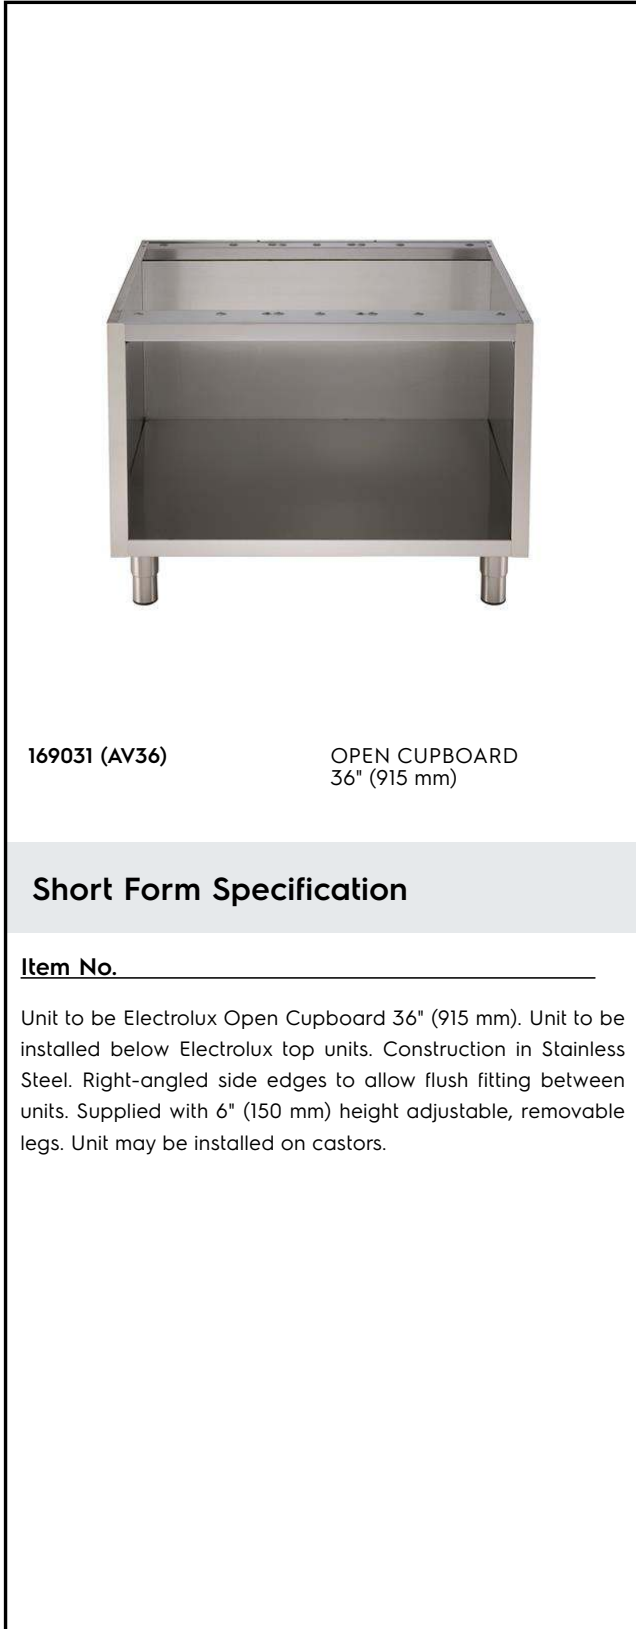 169031 (AV36)
OPEN CUPBOARD
36" (915 mm)
Short Form Specification
Item No.
Unit to be Electrolux Open Cupboard 36" (915 mm). Unit to be
installed below Electrolux top units. Construction in Stainless
Steel. Right-angled side edges to allow flush fitting between
units. Supplied with 6" (150 mm) height adjustable, removable
legs. Unit may be installed on castors.